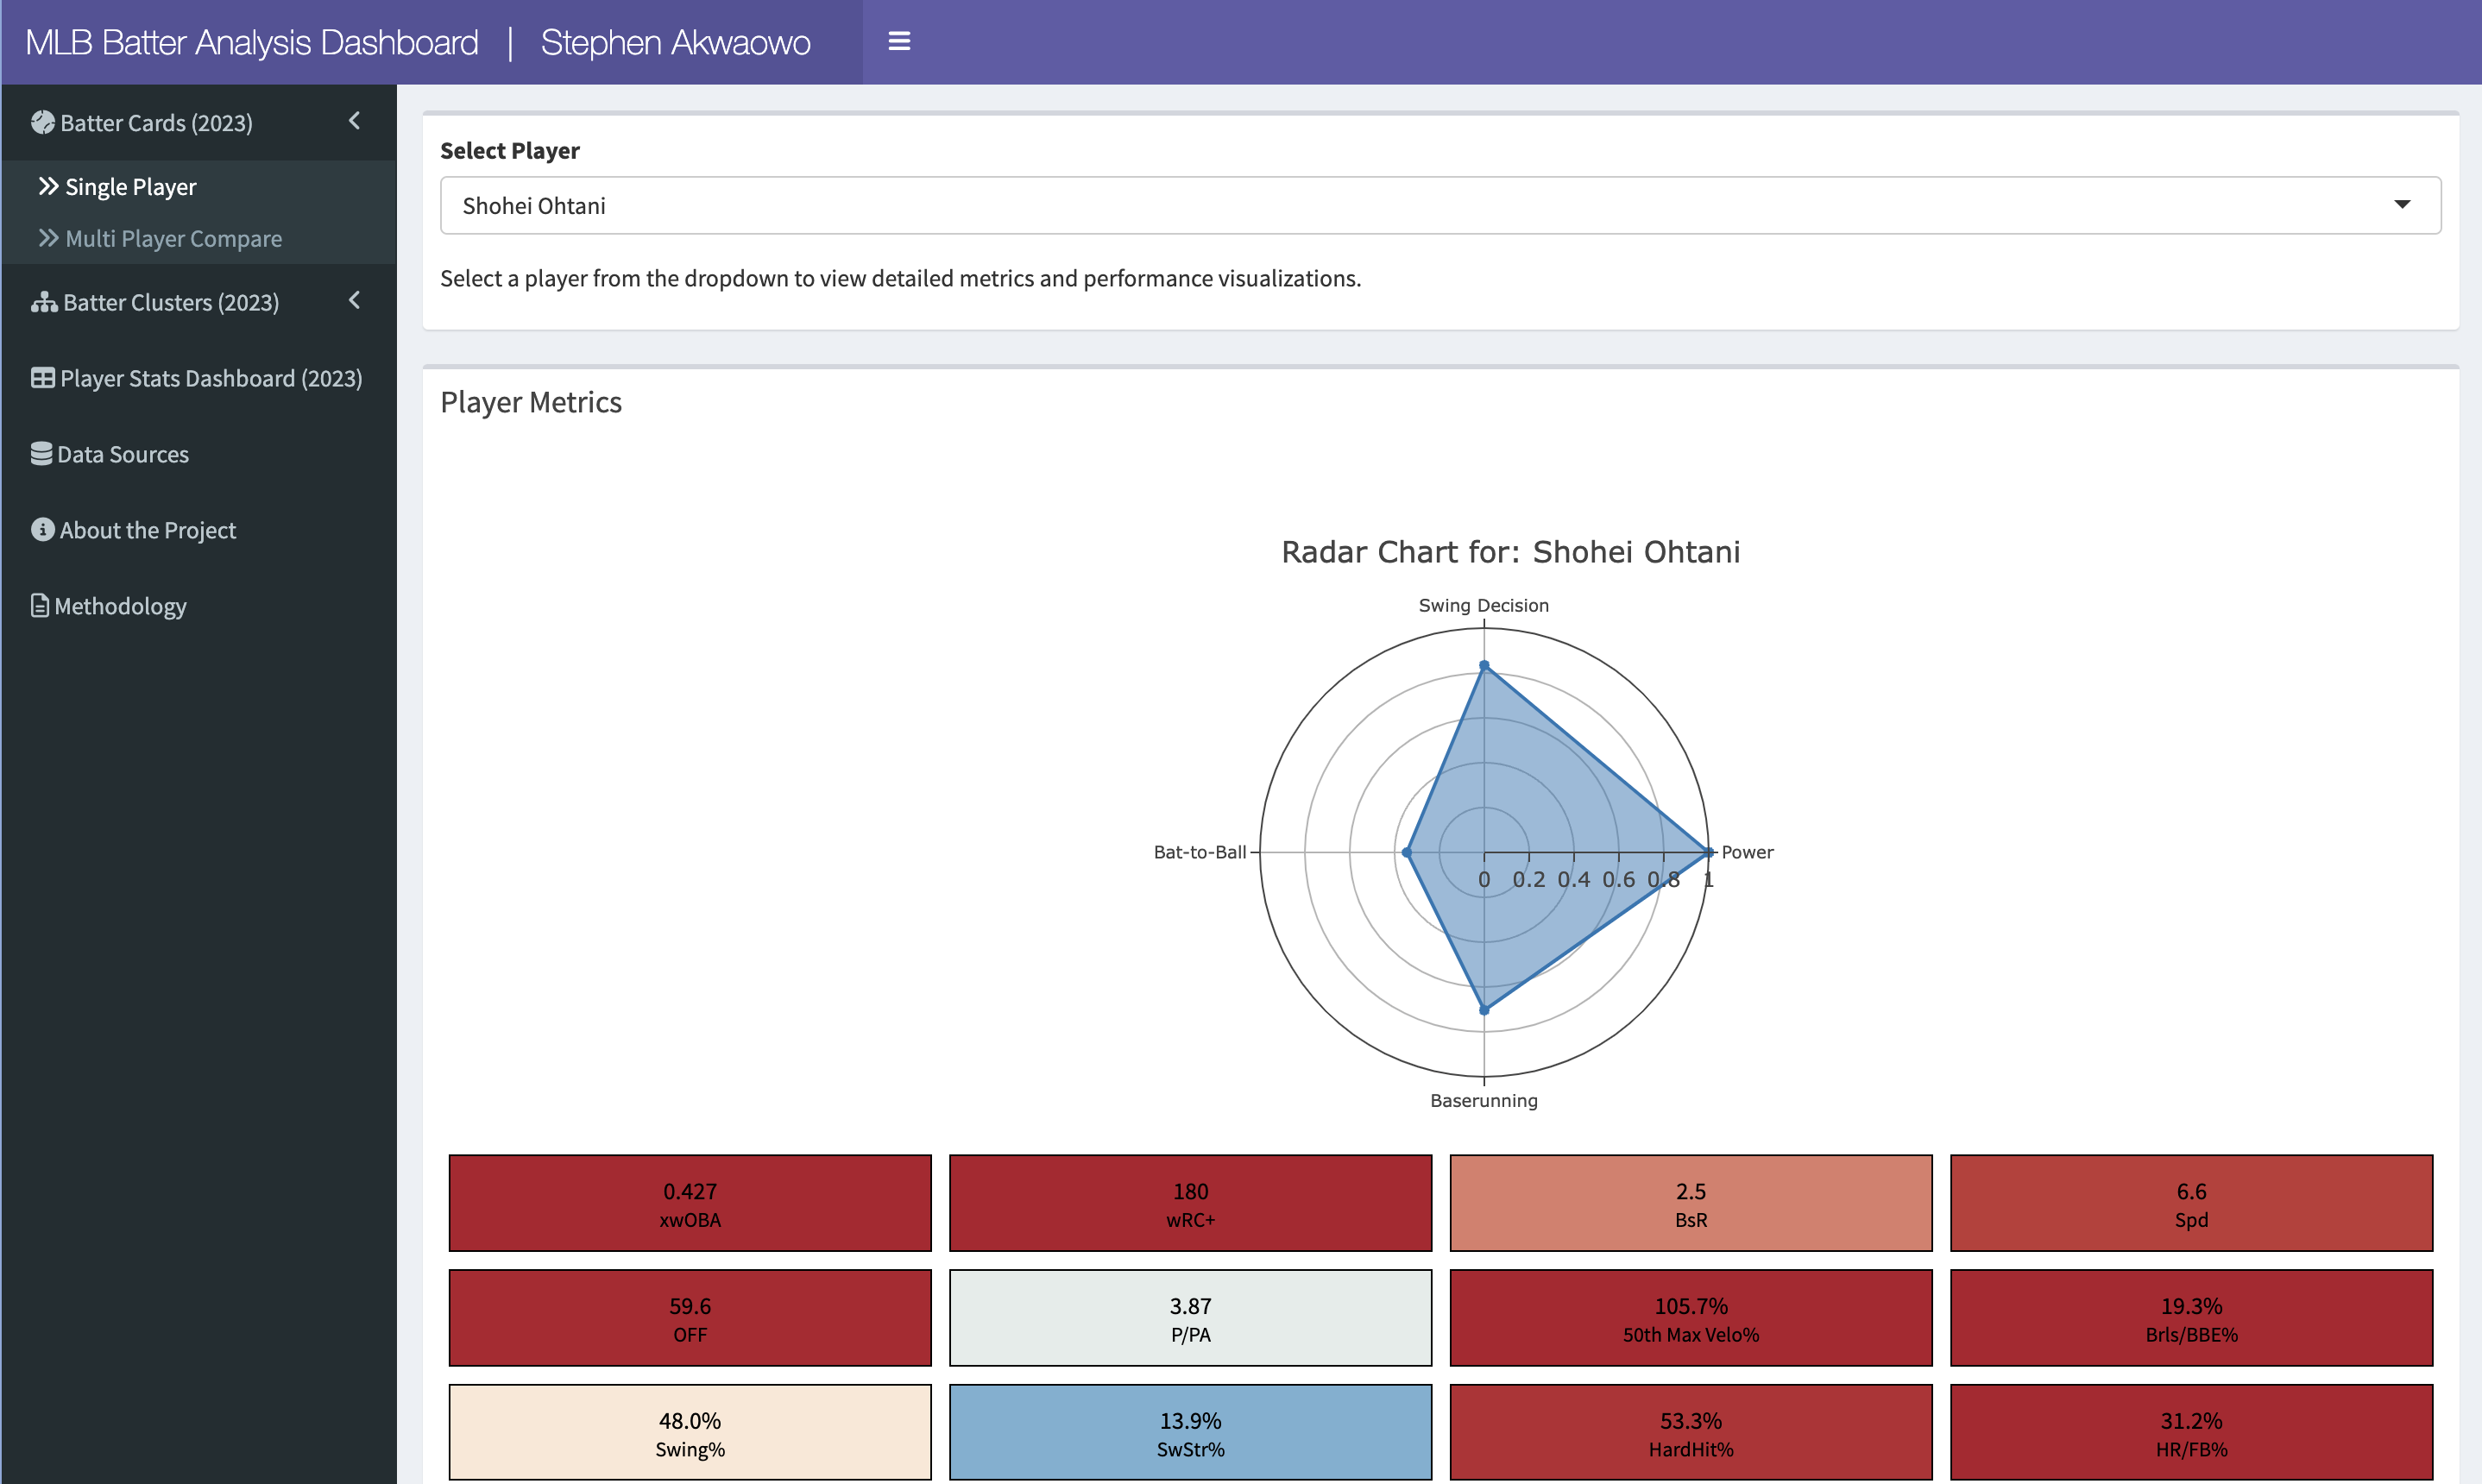 MLB Batter Analysis Dashboard | Stephen Akwaowo
Batter Cards (2023)
Single Player
Multi Player Compare
Batter Clusters (2023)
Player Stats Dashboard (2023)
Data Sources
About the Project
Methodology
Select Player
Shohei Ohtani
Select a player from the dropdown to view detailed metrics and performance visualizations.
Player Metrics
Radar Chart for: Shohei Ohtani
Swing Decision
Bat-to-Ball
Power
0 0.2 0.4 0.6 0.8 1
Baserunning
0.427
xwOBA
180
wRC+
2.5
BsR
6.6
Spd
59.6
OFF
3.87
P/PA
105.7%
50th Max Velo%
19.3%
Brls/BBE%
48.0%
Swing%
13.9%
SwStr%
53.3%
HardHit%
31.2%
HR/FB%